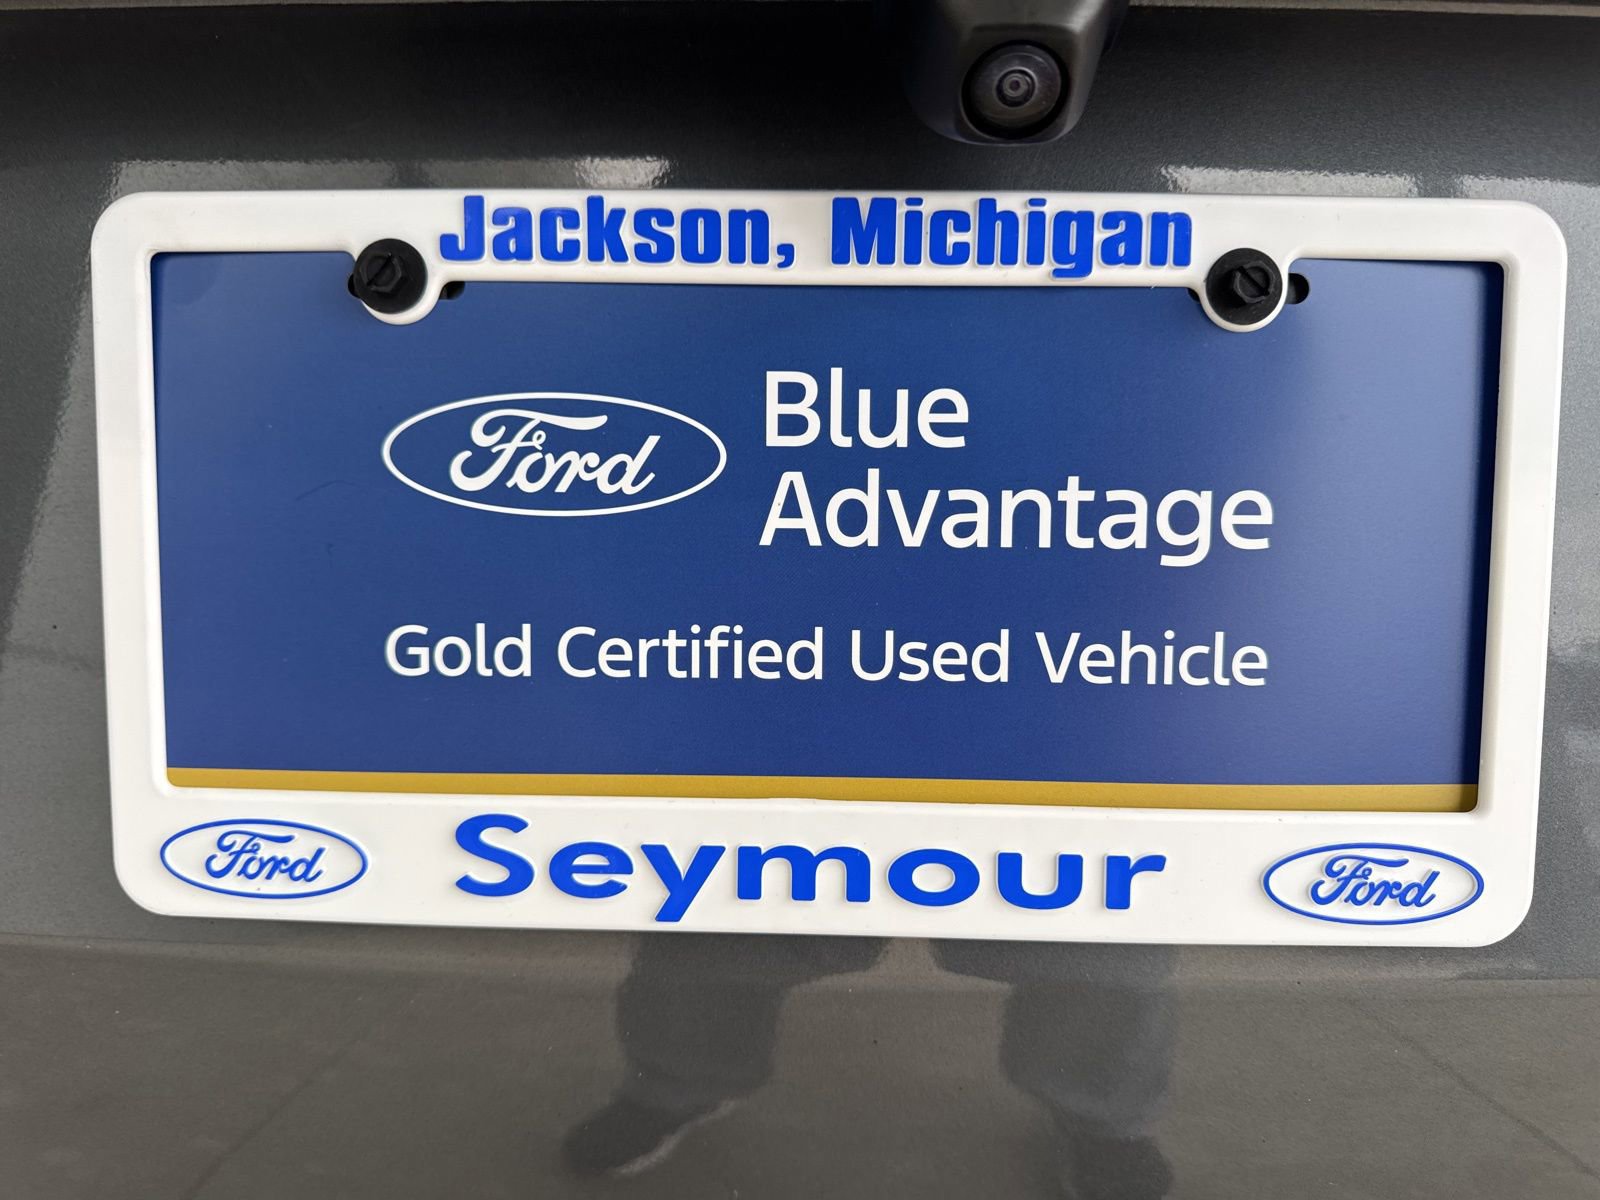 Jackson, Michigan
Ford
Blue
Advantage
Gold Certified Used Vehicle
Ford
Seymour
Ford